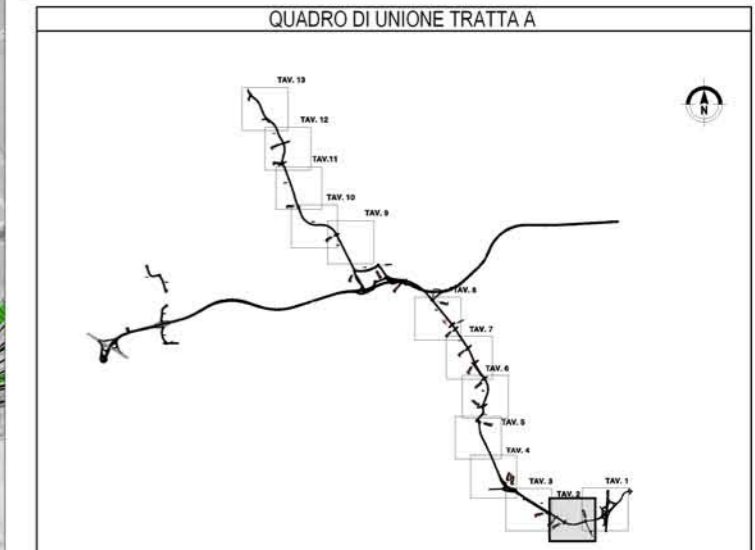 QUADRO DI UNIONE TRATTA A
TAV. 13
N
TAV. 12
TAV.11
TAV. 10
TAV. 9
TAV. 8
TAV. 7
TAV. 6
TAV. 5
TAV. 4
TAV. 3
TAV. 2
TAV. 1